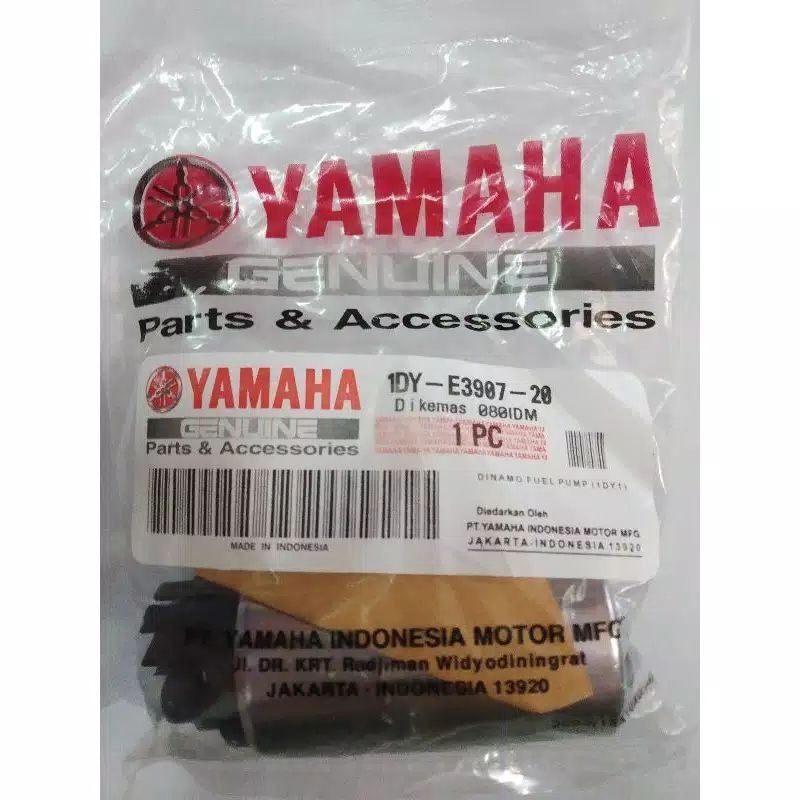 YAMAHA
GENUINE
Parts & Accessories
YAMAHA
GENUINE
Parts & Accessories
1DY-E3907-20
Dikemas 080IDM
1 PC
DINAMO FUEL PUMP (1DY1)
Diedarkan Oleh
PT.YAMAHA INDONESIA MOTOR MFG.
JAKARTA-INDONESIA 13920
MADE IN INDONESIA
PT. YAMAHA INDONESIA MOTOR MFG
Jl. DR. KRT. Radjiman Widyodiningrat
JAKARTA - INDONESIA 13920